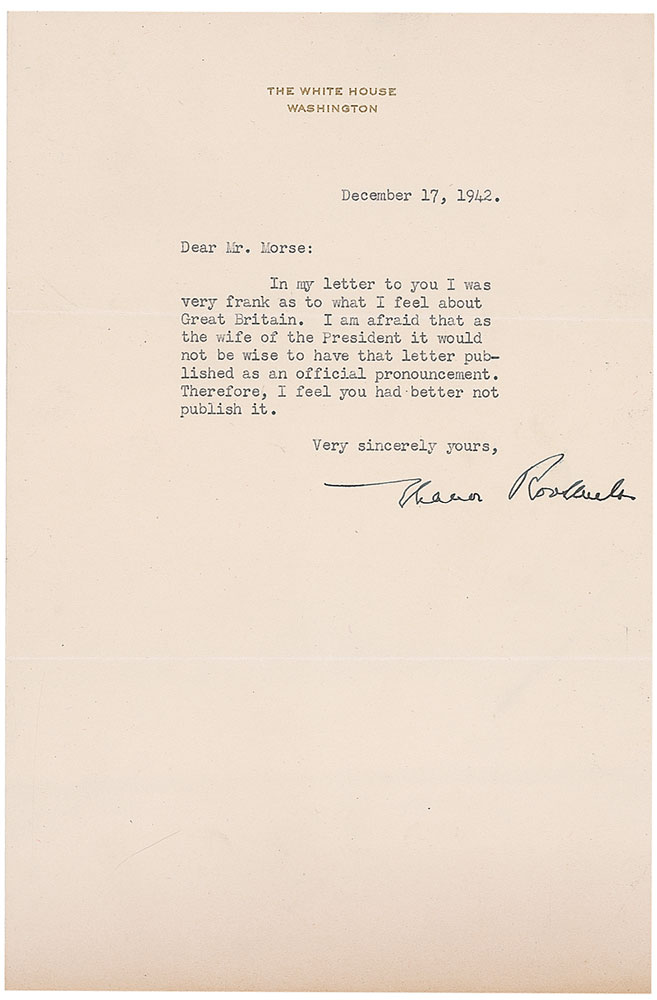 THE WHITE HOUSE
WASHINGTON
December 17, 1942.
Dear Mr. Morse:
In my letter to you I was
very frank as to what I feel about
Great Britain. I am afraid that as
the wife of the President it would
not be wise to have that letter pub-
lished as an official pronouncement.
Therefore, I feel you had better not
publish it.
Very sincerely yours,
Eleanor Roosevelt